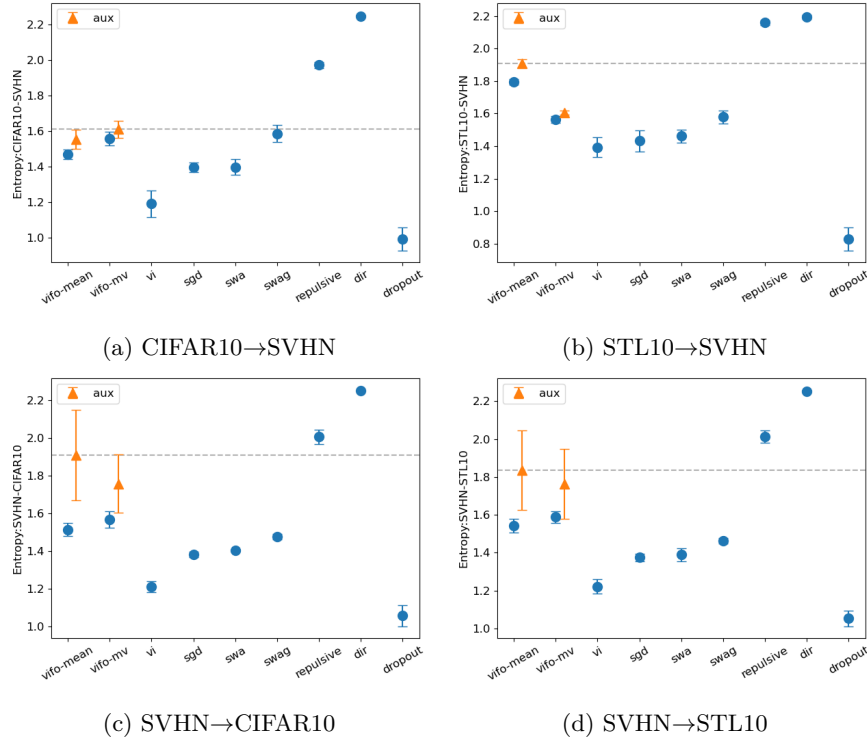 aux
Entropy:CIFAR10-SVHN
2.2
2.0
1.8
1.6
1.4
1.2
1.0
vifo-mean
vifo-mv
vi
sgd
swa
swag
repulsive
dir
dropout
(a) CIFAR10→SVHN
aux
Entropy:STL10-SVHN
2.2
2.0
1.8
1.6
1.4
1.2
1.0
0.8
vifo-mean
vifo-mv
vi
sgd
swa
swag
repulsive
dir
dropout
(b) STL10→SVHN
aux
Entropy:SVHN-CIFAR10
2.2
2.0
1.8
1.6
1.4
1.2
1.0
vifo-mean
vifo-mv
vi
sgd
swa
swag
repulsive
dir
dropout
(c) SVHN→CIFAR10
aux
Entropy:SVHN-STL10
2.2
2.0
1.8
1.6
1.4
1.2
1.0
vifo-mean
vifo-mv
vi
sgd
swa
swag
repulsive
dir
dropout
(d) SVHN→STL10